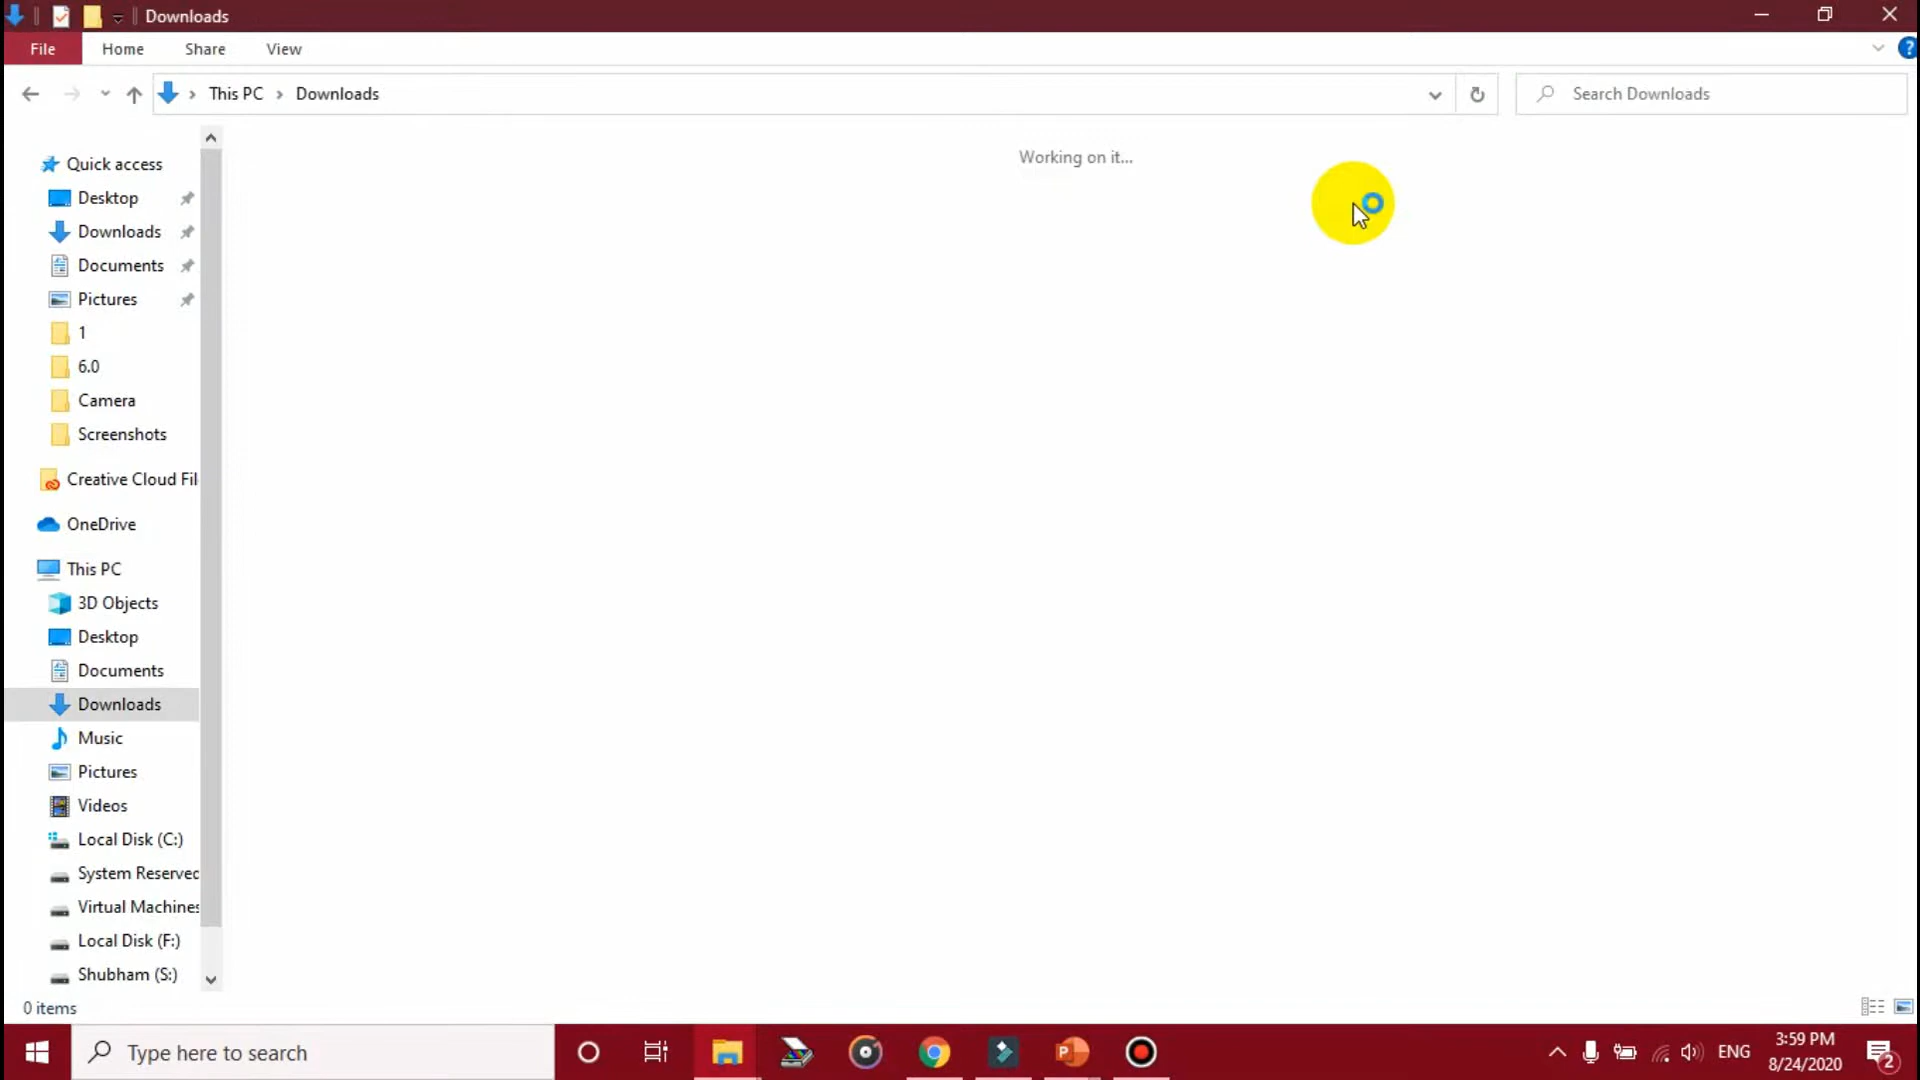 Downloads
File Home Share View
?
This PC > Downloads
Search Downloads
Working on it...
Quick access
Desktop
Downloads
Documents
Pictures
1
6.0
Camera
Screenshots
Creative Cloud Fil
OneDrive
This PC
3D Objects
Desktop
Documents
Downloads
Music
Pictures
Videos
Local Disk (C:)
System Reserved
Virtual Machines
Local Disk (F:)
Shubham (S:)
0 items
Type here to search
P
ENG
3:59 PM
8/24/2020
2